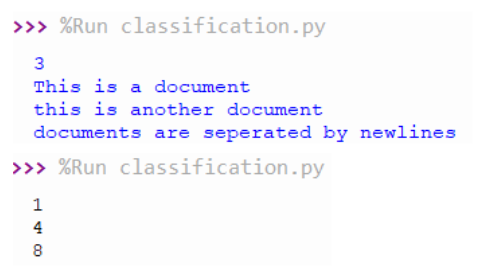 >>> %Run classification.py
3
This is a document
this is another document
documents are seperated by newlines
>>> %Run classification.py
1
4
8